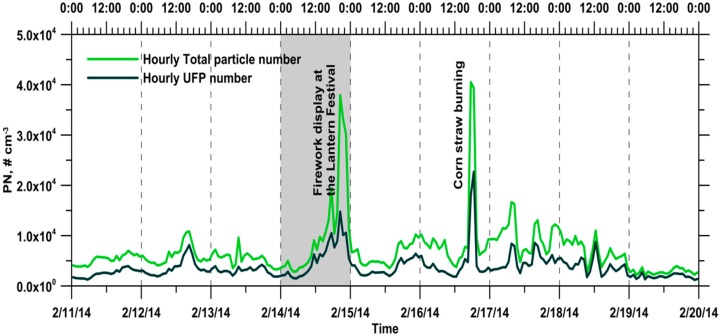 0:00 12:00 0:00 12:00 0:00 12:00 0:00 12:00 0:00 12:00 0:00 12:00 0:00 12:00 0:00 12:00 0:00 12:00 0:00
5.0x10⁴
4.0x10⁴
3.0x10⁴
2.0x10⁴
1.0x10⁴
0.0x10⁰
PN, # cm⁻³
Hourly Total particle number
Hourly UFP number
Firework display at
the Lantern Festival
Corn straw burning
2/11/14 2/12/14 2/13/14 2/14/14 2/15/14 2/16/14 2/17/14 2/18/14 2/19/14 2/20/14
Time